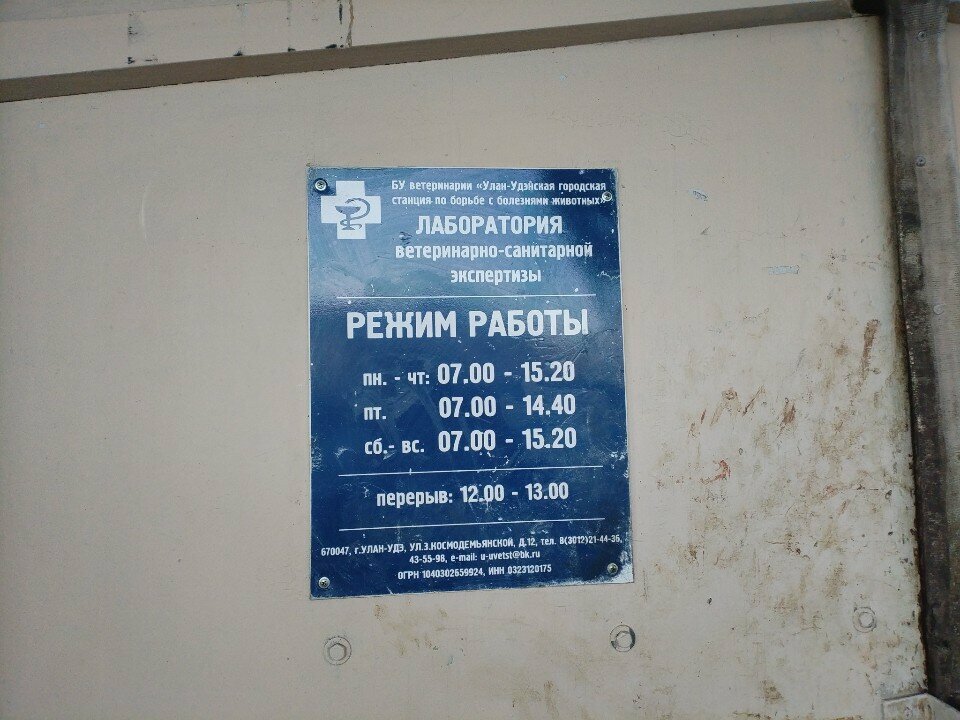 БУ ветеринарии «Улан-Удэйская городская
станция по борьбе с болезнями животных»
ЛАБОРАТОРИЯ
ветеринарно-санитарной
экспертизы
РЕЖИМ РАБОТЫ
пн. - чт: 07.00 - 15.20
пт. 07.00 - 14.40
сб.- вс. 07.00 - 15.20
перерыв: 12.00 - 13.00
670047, г.УЛАН-УДЭ, УЛ.З.КОСМОДЕМЬЯНСКОЙ, Д.12, тел. 8(3012)21-44-36,
43-55-98, e-mail: u-uvetst@bk.ru
ОГРН 1040302659924, ИНН 0323120175